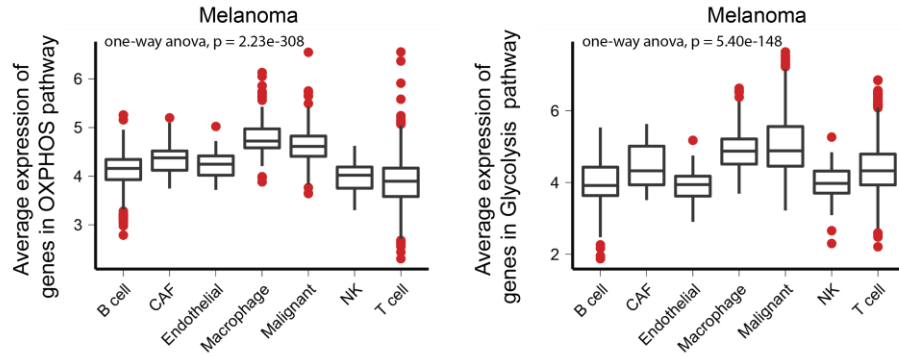 Melanoma
one-way anova, p = 2.23e-308
Average expression of
genes in OXPHOS pathway
6
5
4
3
B cell
CAF
Endothelial
Macrophage
Malignant
NK
T cell
Melanoma
one-way anova, p = 5.40e-148
Average expression of
genes in Glycolysis pathway
6
4
2
B cell
CAF
Endothelial
Macrophage
Malignant
NK
T cell